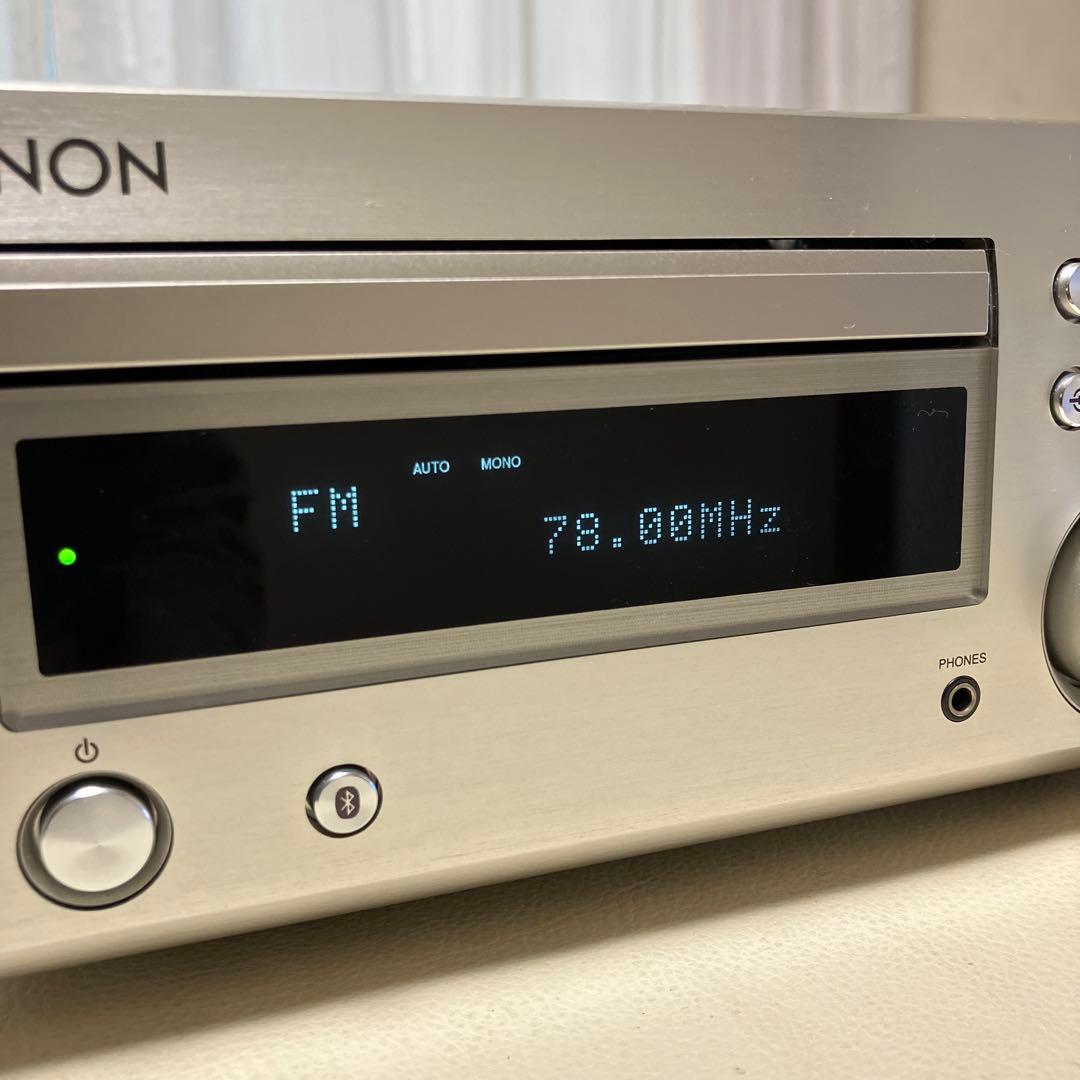 NON
AUTO MONO
FM 78.00MHz
PHONES